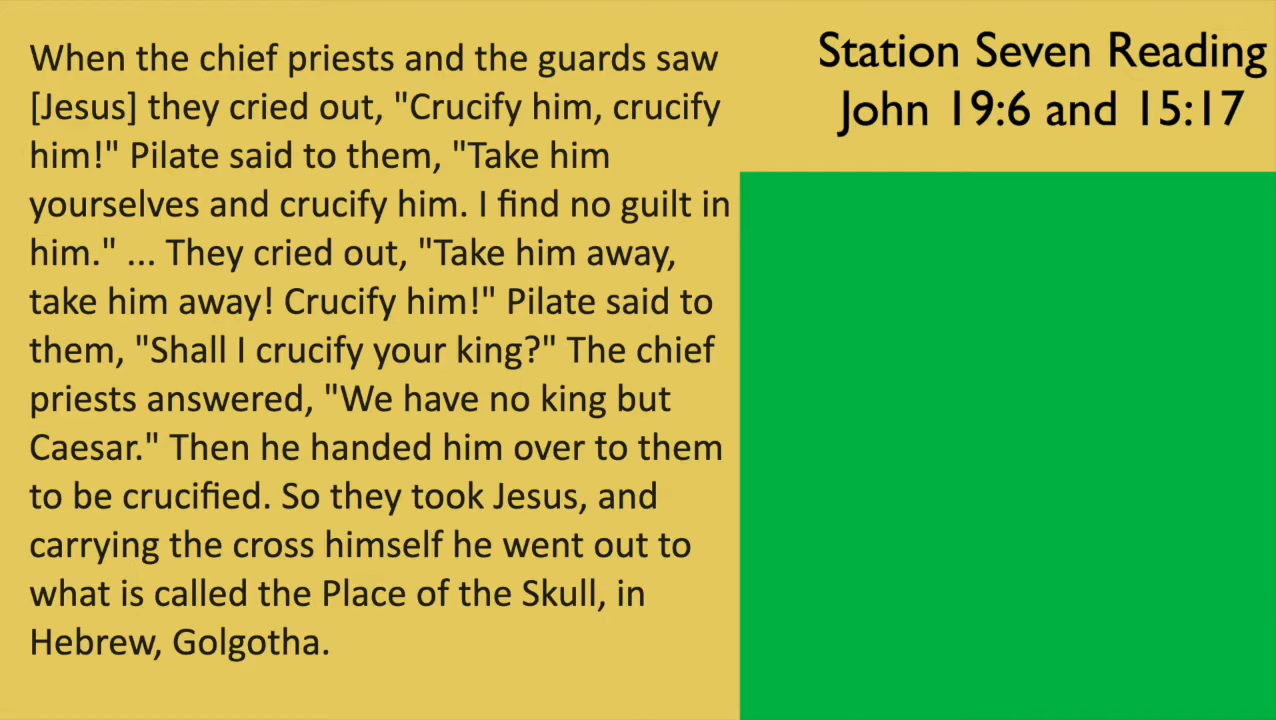 When the chief priests and the guards saw
[Jesus] they cried out, "Crucify him, crucify
him!" Pilate said to them, "Take him
yourselves and crucify him. I find no guilt in
him." ... They cried out, "Take him away,
take him away! Crucify him!" Pilate said to
them, "Shall I crucify your king?" The chief
priests answered, "We have no king but
Caesar." Then he handed him over to them
to be crucified. So they took Jesus, and
carrying the cross himself he went out to
what is called the Place of the Skull, in
Hebrew, Golgotha.
Station Seven Reading
John 19:6 and 15:17